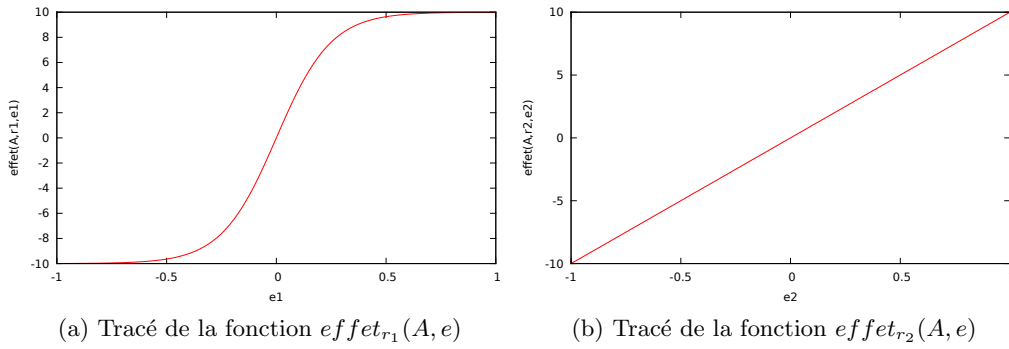 10
8
6
4
2
0
-2
-4
-6
-8
-10
effet(A,r1,e1)
-1 -0.5 0 0.5 1
e1
(a) Tracé de la fonction effet_{r_1}(A, e)
10
5
0
-5
-10
effet(A,r2,e2)
-1 -0.5 0 0.5
e2
(b) Tracé de la fonction effet_{r_2}(A, e)